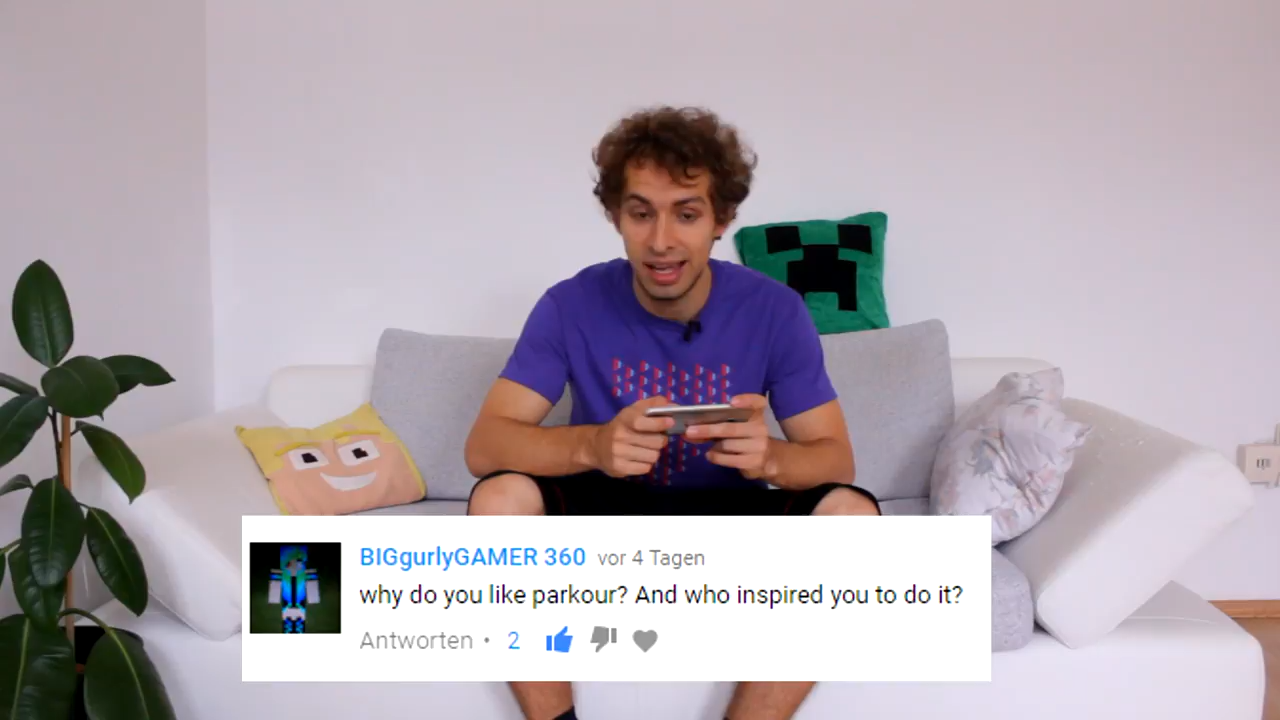 BIGgurlyGAMER 360 vor 4 Tagen
why do you like parkour? And who inspired you to do it?
Antworten • 2